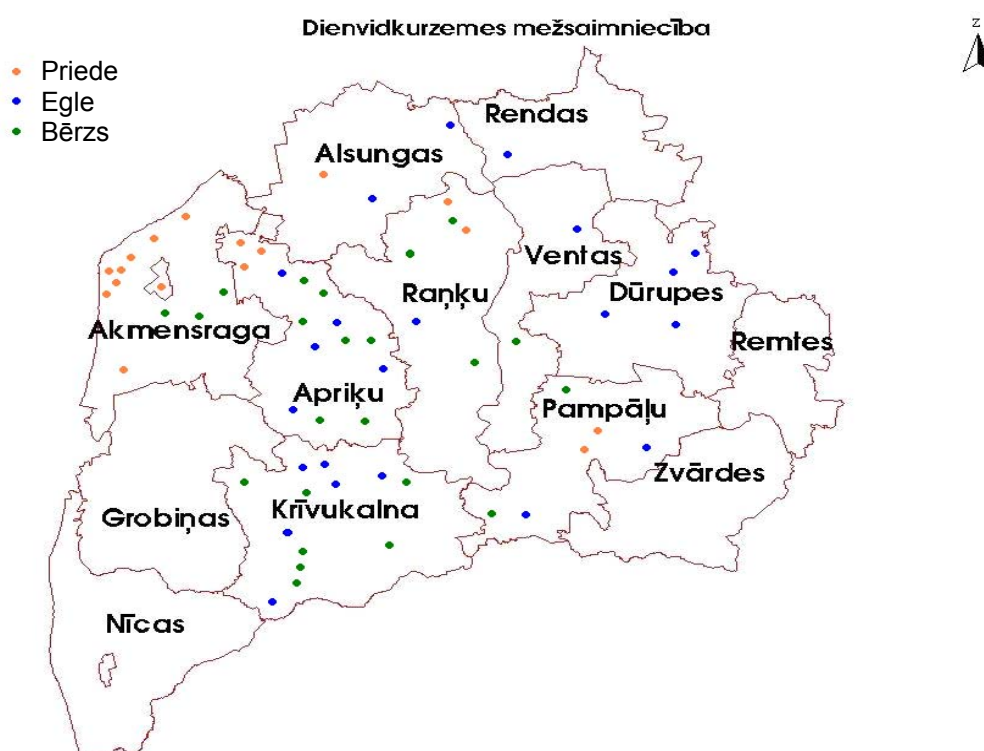 Dienvidkurzemes mežsaimniecība
z
Priede
Egle
Bērzs
Rendas
Alsungas
Ventas
Raņķu
Dūrupes
Akmensraga
Remtes
Apriķu
Pampāļu
Zvārdes
Grobiņas
Krīvukalna
Nīcas